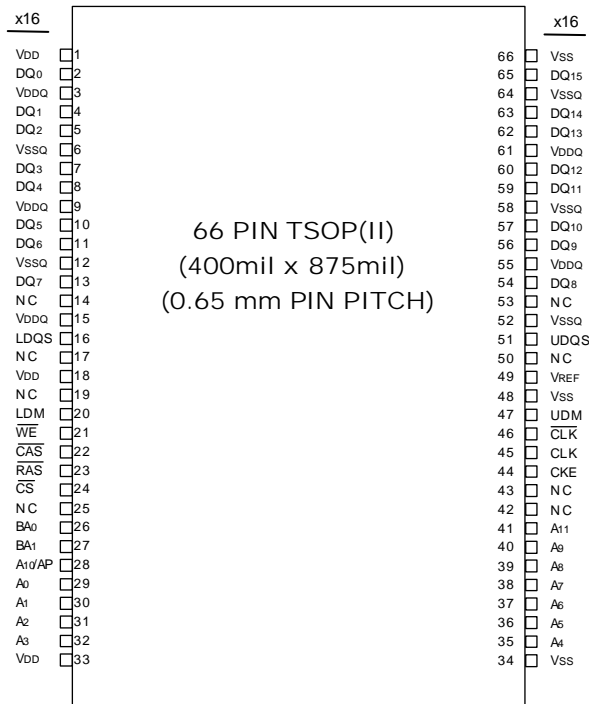 x16 x16
VDD 1 66 VSS
DQ0 2 65 DQ15
VDDQ 3 64 VSSQ
DQ1 4 63 DQ14
DQ2 5 62 DQ13
VSSQ 6 61 VDDQ
DQ3 7 60 DQ12
DQ4 8 59 DQ11
VDDQ 9 58 VSSQ
DQ5 10 57 DQ10
DQ6 11 56 DQ9
VSSQ 12 55 VDDQ
DQ7 13 54 DQ8
NC 14 53 NC
VDDQ 15 52 VSSQ
LDQS 16 51 UDQS
NC 17 50 NC
VDD 18 49 VREF
NC 19 48 VSS
LDM 20 47 UDM
WE 21 46 CLK
CAS 22 45 CLK
RAS 23 44 CKE
CS 24 43 NC
NC 25 42 NC
BA0 26 41 A11
BA1 27 40 A9
A10/AP 28 39 A8
A0 29 38 A7
A1 30 37 A6
A2 31 36 A5
A3 32 35 A4
VDD 33 34 VSS
66 PIN TSOP(II)
(400mil x 875mil)
(0.65 mm PIN PITCH)